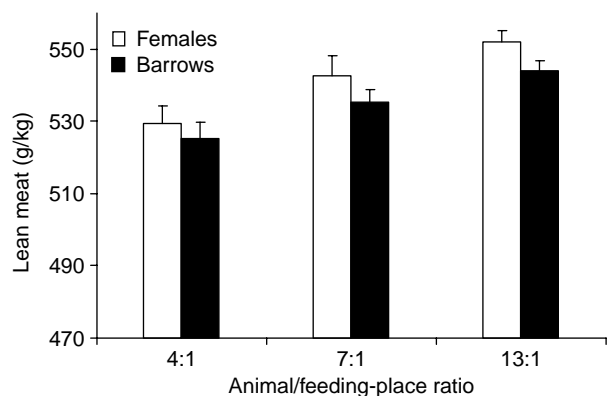 Females
Barrows
Lean meat (g/kg)
550
530
510
490
470
4:1 7:1 13:1
Animal/feeding-place ratio